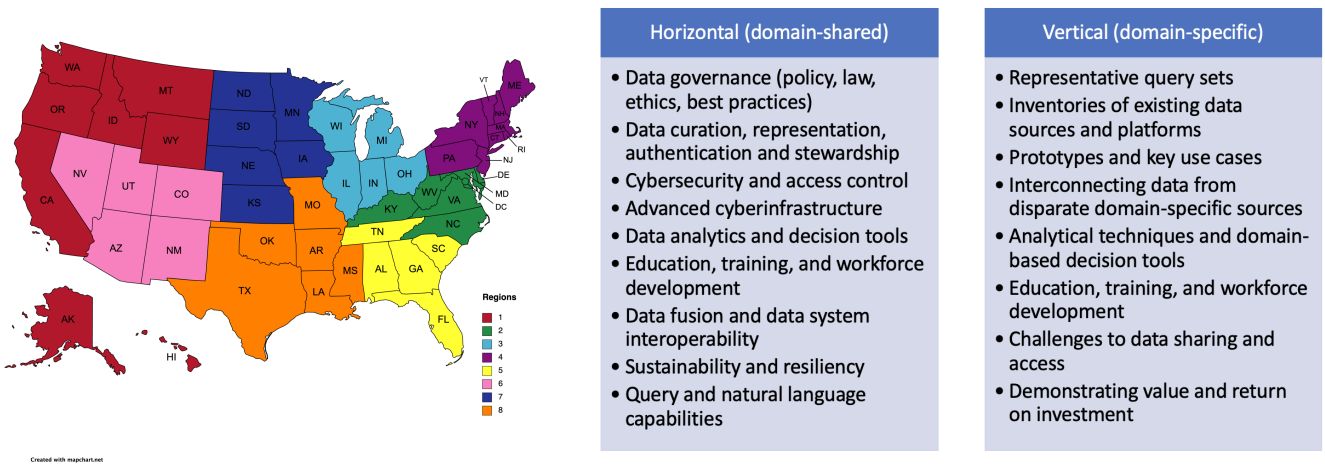 WA
MT
ND
MN
OR
ID
WY
SD
WI
MI
VT
ME
NY
NH
MA
CT
RI
PA
NJ
NE
IA
NV
UT
CO
KS
IL
IN
OH
WV
VA
DE
MD
DC
CA
MO
KY
NC
AZ
NM
OK
AR
TN
SC
TX
LA
MS
AL
GA
FL
AK
HI
Regions
1
2
3
4
5
6
7
8
Created with mapchart.net
Horizontal (domain-shared)
• Data governance (policy, law,
ethics, best practices)
• Data curation, representation,
authentication and stewardship
• Cybersecurity and access control
• Advanced cyberinfrastructure
• Data analytics and decision tools
• Education, training, and workforce
development
• Data fusion and data system
interoperability
• Sustainability and resiliency
• Query and natural language
capabilities
Vertical (domain-specific)
• Representative query sets
• Inventories of existing data
sources and platforms
• Prototypes and key use cases
• Interconnecting data from
disparate domain-specific sources
• Analytical techniques and domain-
based decision tools
• Education, training, and workforce
development
• Challenges to data sharing and
access
• Demonstrating value and return
on investment